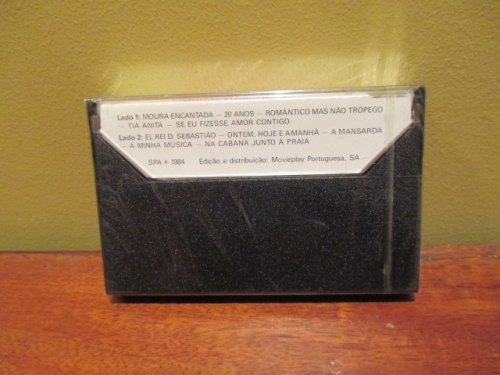 Lado 1: MOURA ENCANTADA — 20 ANOS — ROMÂNTICO MAS NÃO TRÔPEGO
— TIA ANITA — SE EU FIZESSE AMOR CONTIGO
Lado 2: EL REI D. SEBASTIÃO — ONTEM, HOJE E AMANHÃ — A MANSARDA
— A MINHA MÚSICA — NA CABANA JUNTO À PRAIA
SPA ℗ 1984 Edição e distribuição: Movieplay Portuguesa, SA